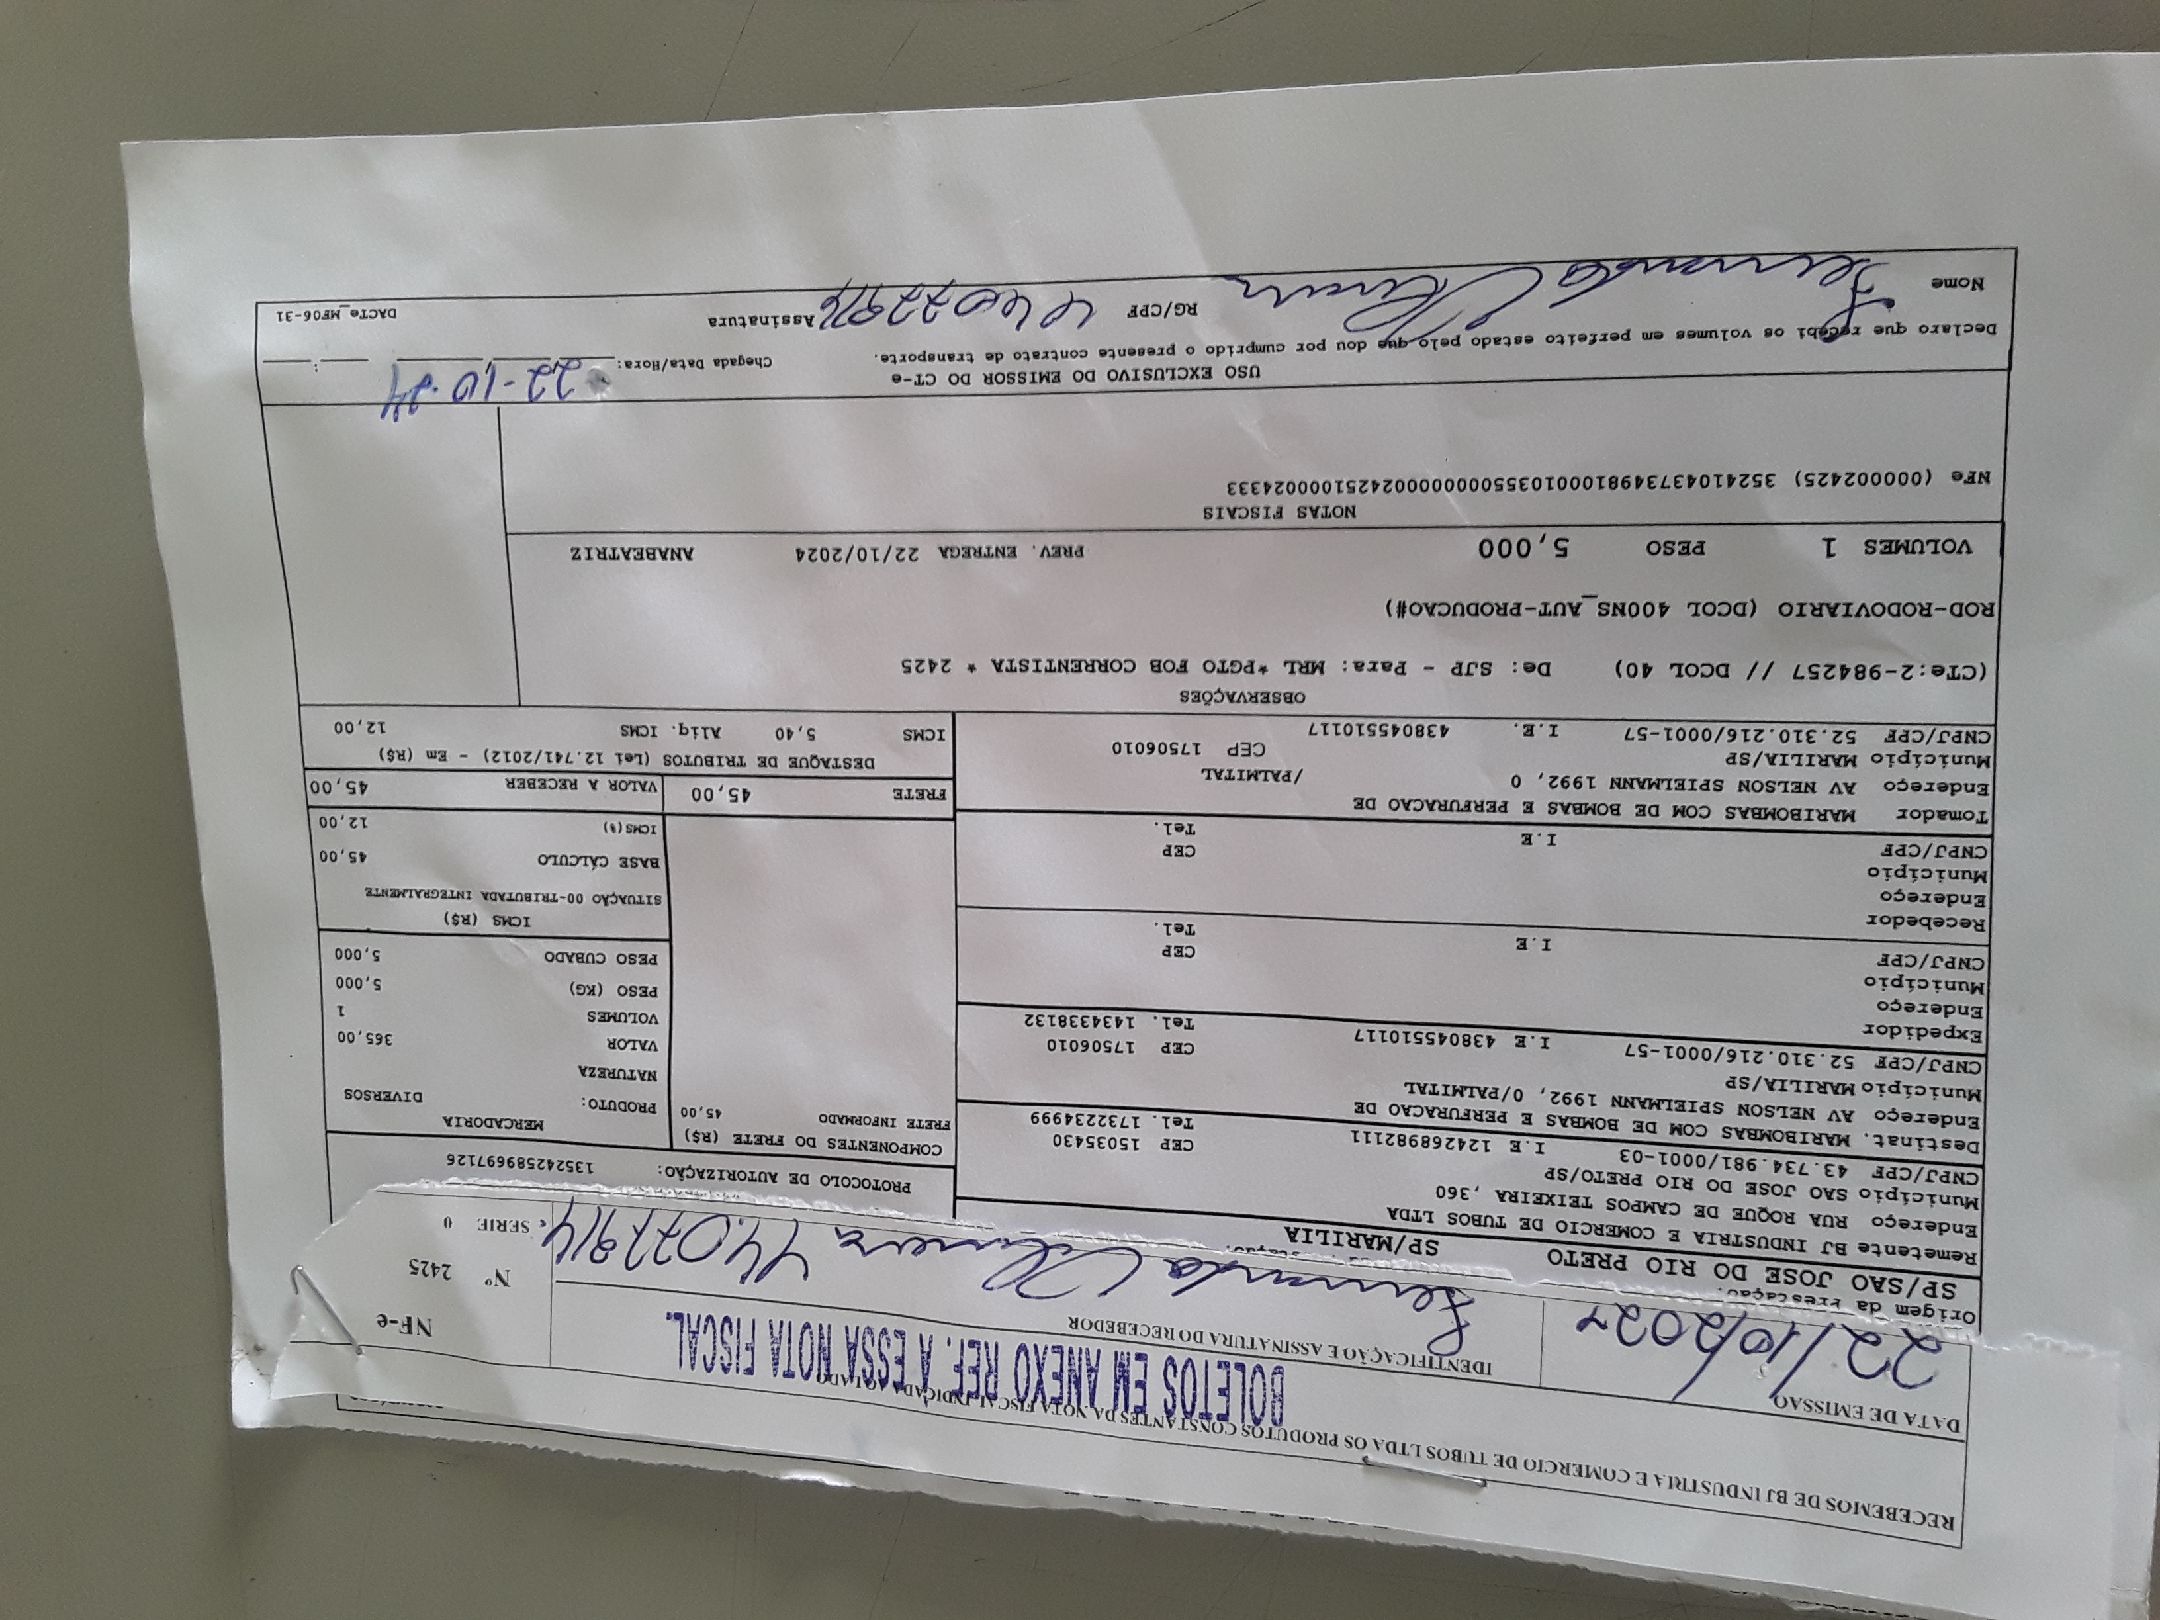 RECEBEMOS DE BJ INDUSTRIA E COMERCIO DE TUBOS LTDA OS PRODUTOS CONSTANTES DA NOTA FISCAL INDICADA AO LADO
BOLETOS EM ANEXO REF. A ESSA NOTA FISCAL.
DATA DE EMISSAO
22/10/202
IDENTIFICAÇÃO E ASSINATURA DO RECEBEDOR
Fernanda
NF-e
Nº 2425
SERIE 0
Origem da Prestação.
SP/SAO JOSE DO RIO PRETO SP/MARILIA
Remetente BJ INDUSTRIA E COMERCIO DE TUBOS LTDA
Endereço RUA ROQUE DE CAMPOS TEIXEIRA ,360
Município SAO JOSE DO RIO PRETO/SP CEP 15035430
CNPJ/CPF 43.734.981/0001-03 I.E 124268982111 Tel. 1732234999
Destinat. MARIBOMBAS COM DE BOMBAS E PERFURACAO DE
Endereço AV NELSON SPIELMANN 1992, 0/PALMITAL
Município MARILIA/SP CEP 17506010
CNPJ/CPF 52.310.216/0001-57 I.E 438045510117 Tel. 1434338132
Expedidor
Endereço
Município CEP
CNPJ/CPF I.E Tel.
Recebedor
Endereço
Município CEP
CNPJ/CPF I.E Tel.
Tomador MARIBOMBAS COM DE BOMBAS E PERFURACAO DE
Endereço AV NELSON SPIELMANN 1992, 0 /PALMITAL
Município MARILIA/SP CEP 17506010
CNPJ/CPF 52.310.216/0001-57 I.E. 438045510117
PROTOCOLO DE AUTORIZAÇÃO: 135242589697126
COMPONENTES DO FRETE (R$)
FRETE INFORMADO 45,00
MERCADORIA
PRODUTO: DIVERSOS
NATUREZA
VALOR 365,00
VOLUMES 1
PESO (KG) 5,000
PESO CUBADO 5,000
ICMS (R$)
SITUAÇÃO 00-TRIBUTADA INTEGRALMENTE
BASE CÁLCULO 45,00
ICMS(%) 12,00
FRETE 45,00 VALOR A RECEBER 45,00
DESTAQUE DE TRIBUTOS (Lei 12.741/2012) - Em (R$)
ICMS 5,40 Alíq. ICMS 12,00
OBSERVAÇÕES
(CTe:2-984257 // DCOL 40) De: SJP - Para: MRL *PGTO FOB CORRENTISTA * 2425
ROD-RODOVIARIO (DCOL 400NS_AUT-PRODUCAO#)
VOLUMES 1 PESO 5,000 PREV. ENTREGA 22/10/2024 ANABEATRIZ
NOTAS FISCAIS
NFe (000002425) 35241043734981000103550000000024251000024333
USO EXCLUSIVO DO EMISSOR DO CT-e
Chegada Data/Hora: 22-10-24
Declaro que recebi os volumes em perfeito estado pelo que dou por cumprido o presente contrato de transporte.
Nome Fernanda RG/CPF Assinatura
DACTe_MF06-31